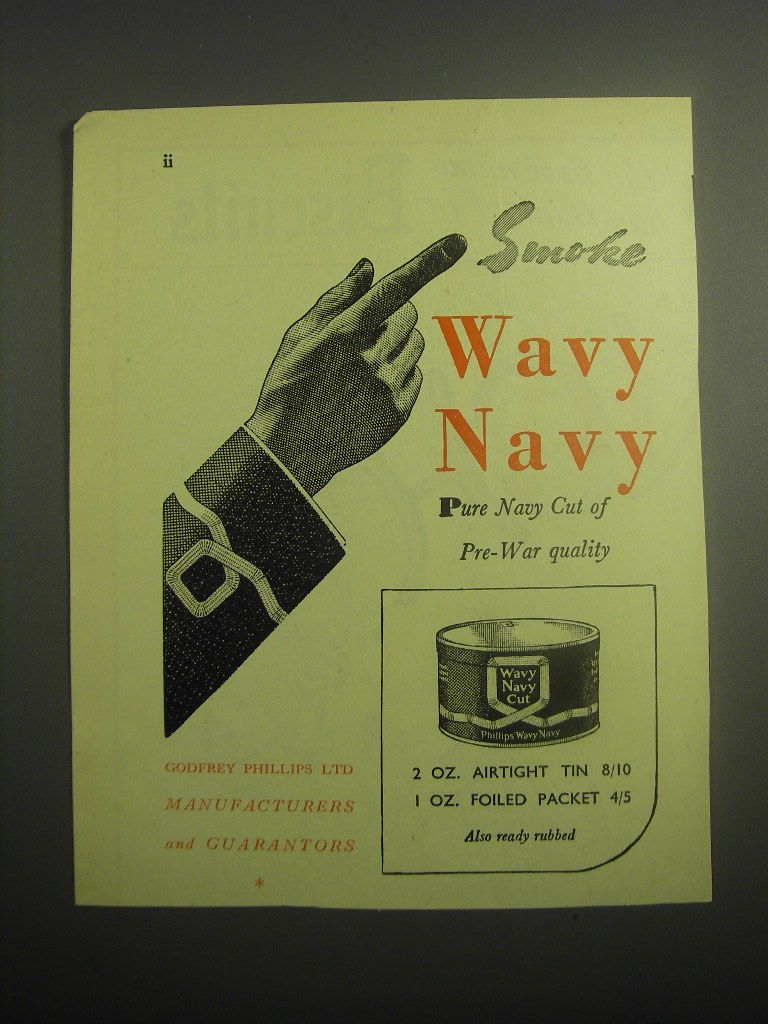 ii
Smoke
Wavy
Navy
Pure Navy Cut of
Pre-War quality
Wavy
Navy
Cut
Phillips Wavy Navy
2 OZ. AIRTIGHT TIN 8/10
1 OZ. FOILED PACKET 4/5
Also ready rubbed
GODFREY PHILLIPS LTD
MANUFACTURERS
and GUARANTORS
*